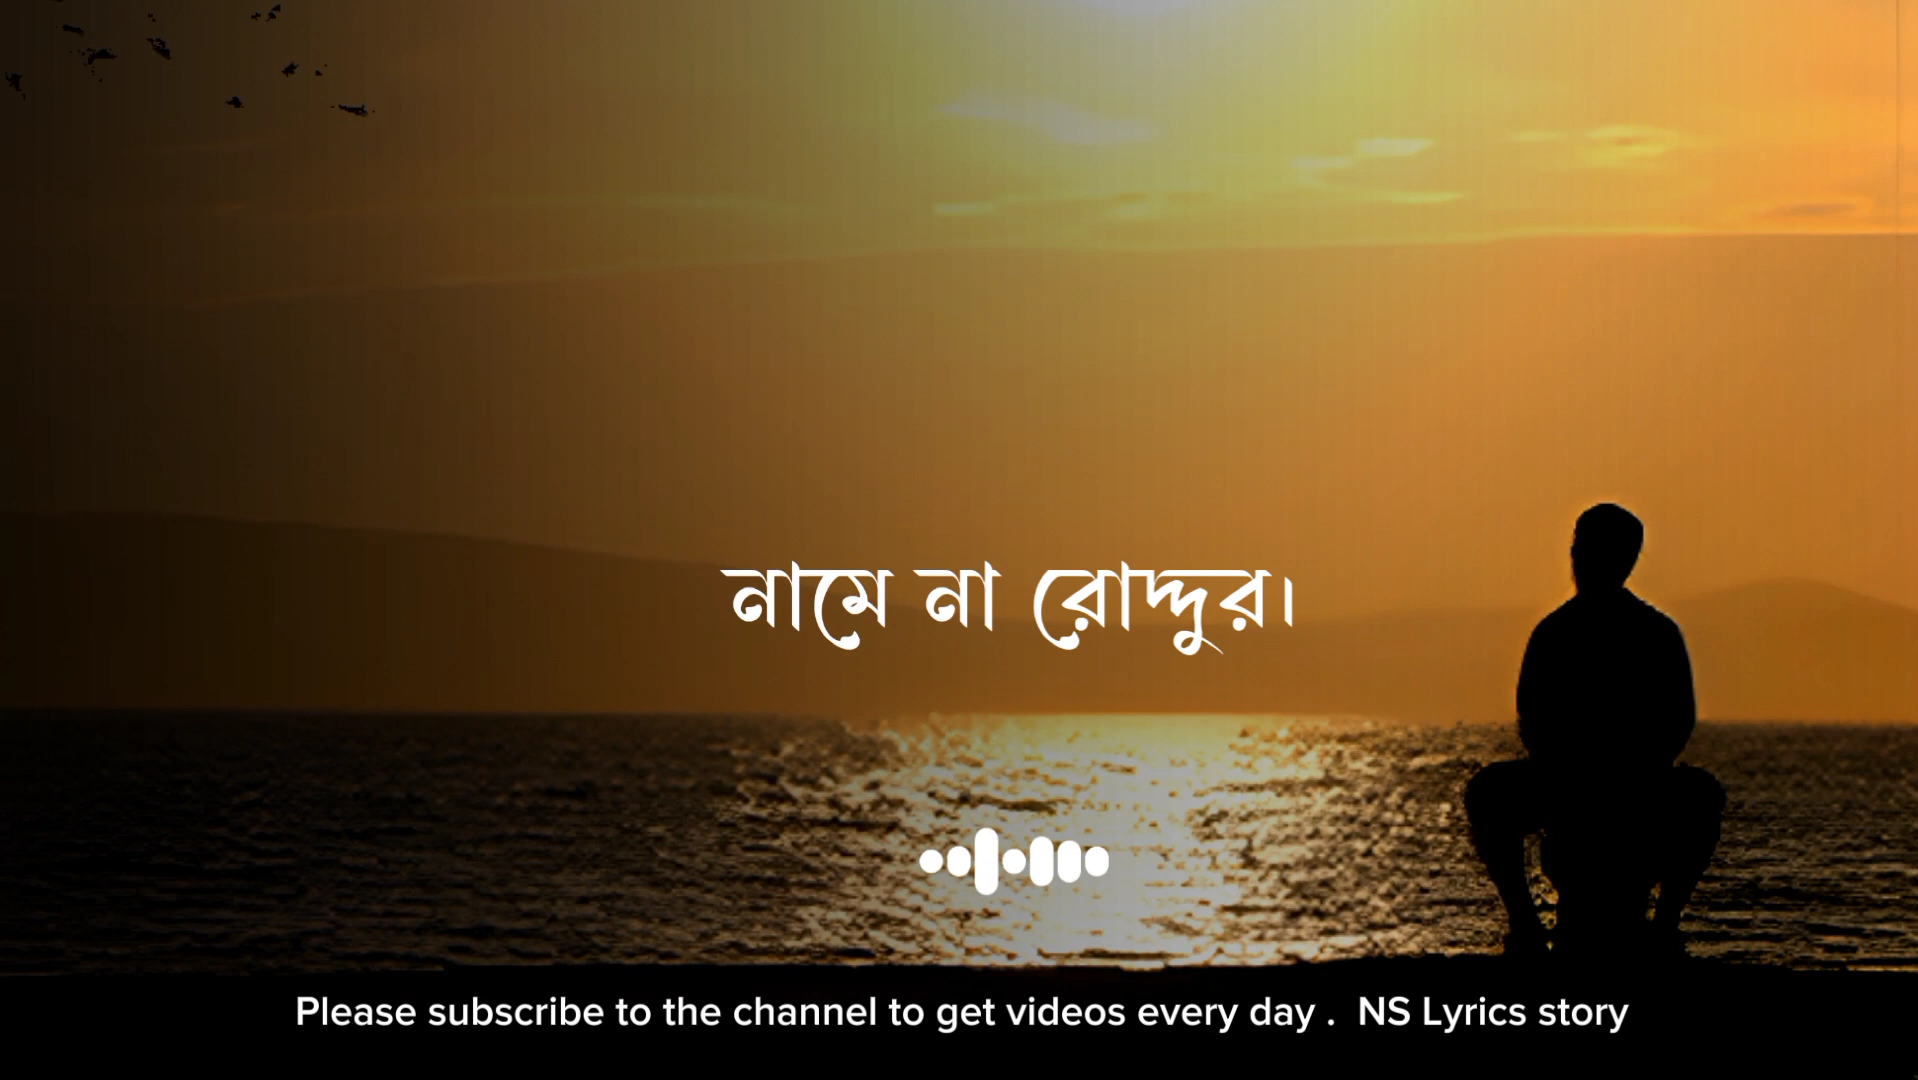 নামে না রোদ্দুর।
Please subscribe to the channel to get videos every day .  NS Lyrics story